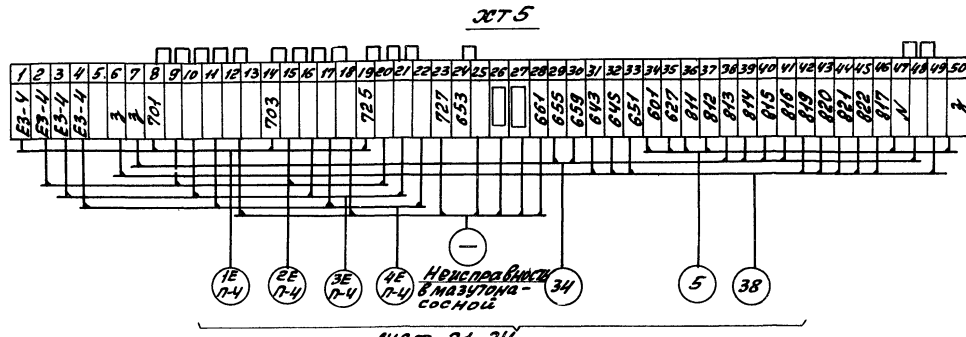 ХТ5
1 2 3 4 5 6 7 8 9 10 11 12 13 14 15 16 17 18 19 20 21 22 23 24 25 26 27 28 29 30 31 32 33 34 35 36 37 38 39 40 41 42 43 44 45 46 47 48 49 50
Е3-4 Е3-4 Е3-4 Е3-4 701 703 725 727 653 661 655 659 643 645 651 601 627 811 812 813 814 815 816 819 820 821 822 817 N
1Е П-4
2Е П-4
3Е П-4
4Е П-4
—
Неисправность
в мазутона-
сосной
34
5
38